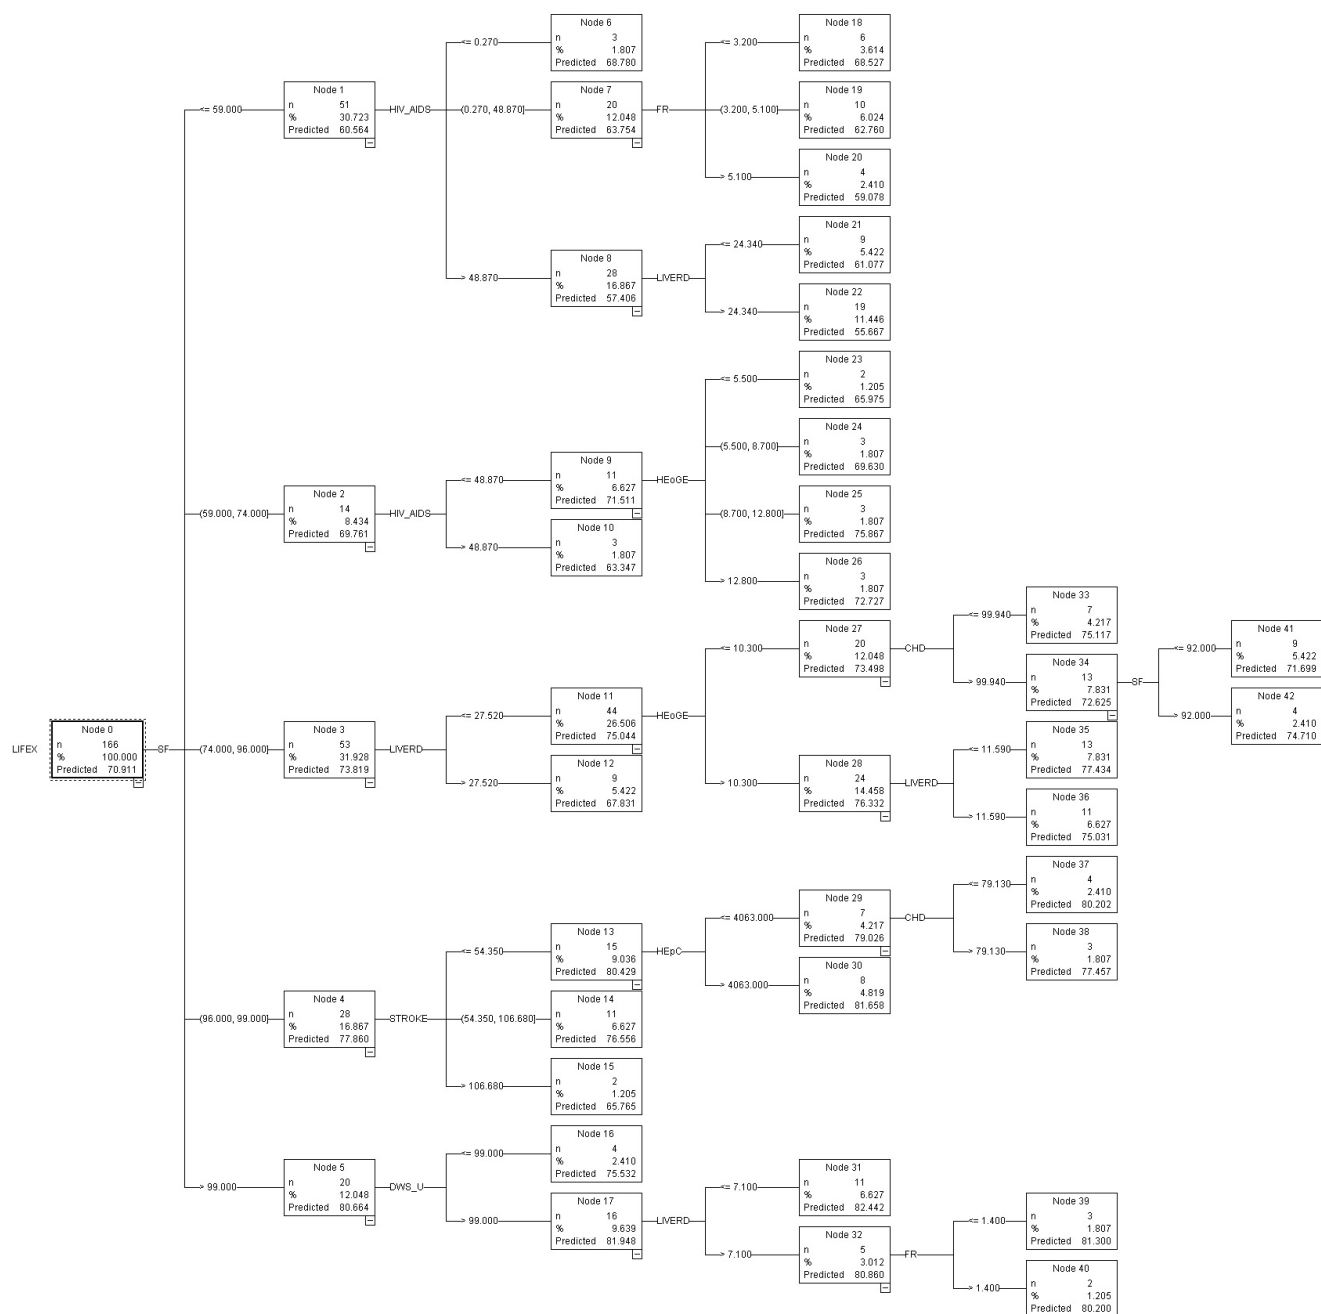 LIFEX
Node 0
n 166
% 100.000
Predicted 70.911
SF
<= 59.000
Node 1
n 51
% 30.723
Predicted 60.564
HIV_AIDS
<= 0.270
Node 6
n 3
% 1.807
Predicted 68.780
(0.270, 48.870]
Node 7
n 20
% 12.048
Predicted 63.754
FR
<= 3.200
Node 18
n 6
% 3.614
Predicted 68.527
(3.200, 5.100]
Node 19
n 10
% 6.024
Predicted 62.760
> 5.100
Node 20
n 4
% 2.410
Predicted 59.078
> 48.870
Node 8
n 28
% 16.867
Predicted 57.406
LIVERD
<= 24.340
Node 21
n 9
% 5.422
Predicted 61.077
> 24.340
Node 22
n 19
% 11.446
Predicted 55.667
(59.000, 74.000]
Node 2
n 14
% 8.434
Predicted 69.761
HIV_AIDS
<= 48.870
Node 9
n 11
% 6.627
Predicted 71.511
HEoGE
<= 5.500
Node 23
n 2
% 1.205
Predicted 65.975
(5.500, 8.700]
Node 24
n 3
% 1.807
Predicted 69.630
(8.700, 12.800]
Node 25
n 3
% 1.807
Predicted 75.867
> 12.800
Node 26
n 3
% 1.807
Predicted 72.727
> 48.870
Node 10
n 3
% 1.807
Predicted 63.347
(74.000, 96.000]
Node 3
n 53
% 31.928
Predicted 73.819
LIVERD
<= 27.520
Node 11
n 44
% 26.506
Predicted 75.044
HEoGE
<= 10.300
Node 27
n 20
% 12.048
Predicted 73.498
CHD
<= 99.940
Node 33
n 7
% 4.217
Predicted 75.117
> 99.940
Node 34
n 13
% 7.831
Predicted 72.625
SF
<= 92.000
Node 41
n 9
% 5.422
Predicted 71.699
> 92.000
Node 42
n 4
% 2.410
Predicted 74.710
> 10.300
Node 28
n 24
% 14.458
Predicted 76.332
LIVERD
<= 11.590
Node 35
n 13
% 7.831
Predicted 77.434
> 11.590
Node 36
n 11
% 6.627
Predicted 75.031
> 27.520
Node 12
n 9
% 5.422
Predicted 67.831
(96.000, 99.000]
Node 4
n 28
% 16.867
Predicted 77.860
STROKE
<= 54.350
Node 13
n 15
% 9.036
Predicted 80.429
HEpC
<= 4063.000
Node 29
n 7
% 4.217
Predicted 79.026
CHD
<= 79.130
Node 37
n 4
% 2.410
Predicted 80.202
> 79.130
Node 38
n 3
% 1.807
Predicted 77.457
> 4063.000
Node 30
n 8
% 4.819
Predicted 81.658
(54.350, 106.680]
Node 14
n 11
% 6.627
Predicted 76.556
> 106.680
Node 15
n 2
% 1.205
Predicted 65.765
> 99.000
Node 5
n 20
% 12.048
Predicted 80.664
DWS_U
<= 99.000
Node 16
n 4
% 2.410
Predicted 75.532
> 99.000
Node 17
n 16
% 9.639
Predicted 81.948
LIVERD
<= 7.100
Node 31
n 11
% 6.627
Predicted 82.442
> 7.100
Node 32
n 5
% 3.012
Predicted 80.860
FR
<= 1.400
Node 39
n 3
% 1.807
Predicted 81.300
> 1.400
Node 40
n 2
% 1.205
Predicted 80.200